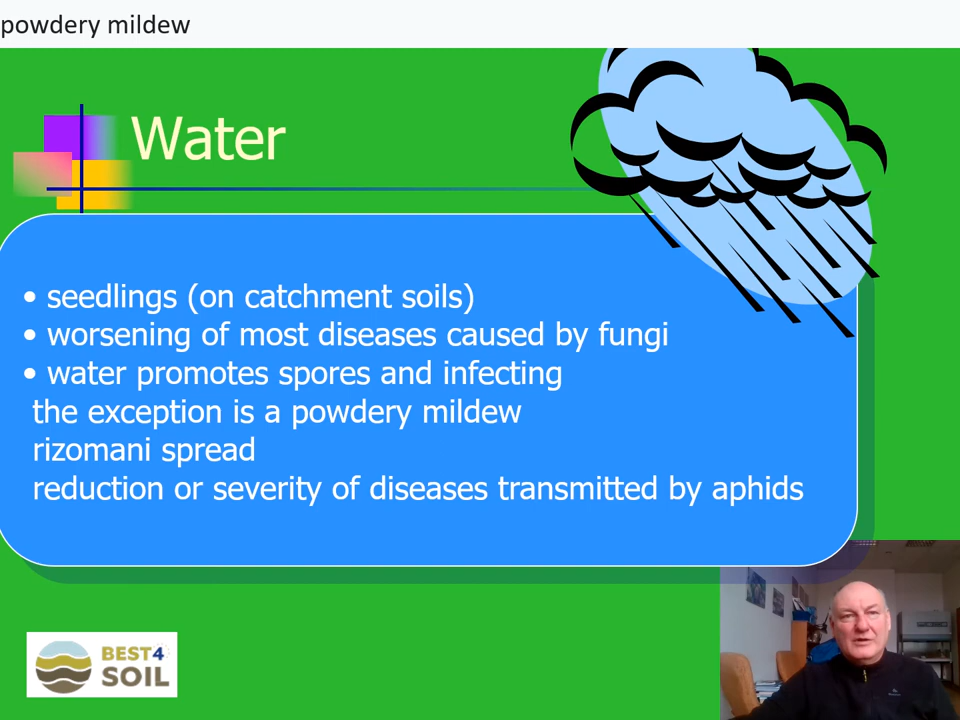 powdery mildew
Water
• seedlings (on catchment soils)
• worsening of most diseases caused by fungi
• water promotes spores and infecting
the exception is a powdery mildew
rizomani spread
reduction or severity of diseases transmitted by aphids
BEST4
SOIL